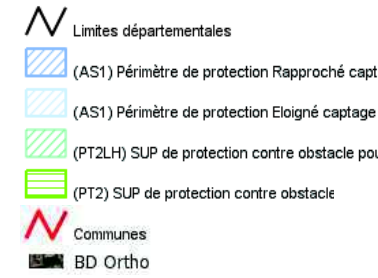 Limites départementales
(AS1) Périmètre de protection Rapproché capt
(AS1) Périmètre de protection Eloigné captage
(PT2LH) SUP de protection contre obstacle pou
(PT2) SUP de protection contre obstacle
Communes
BD Ortho